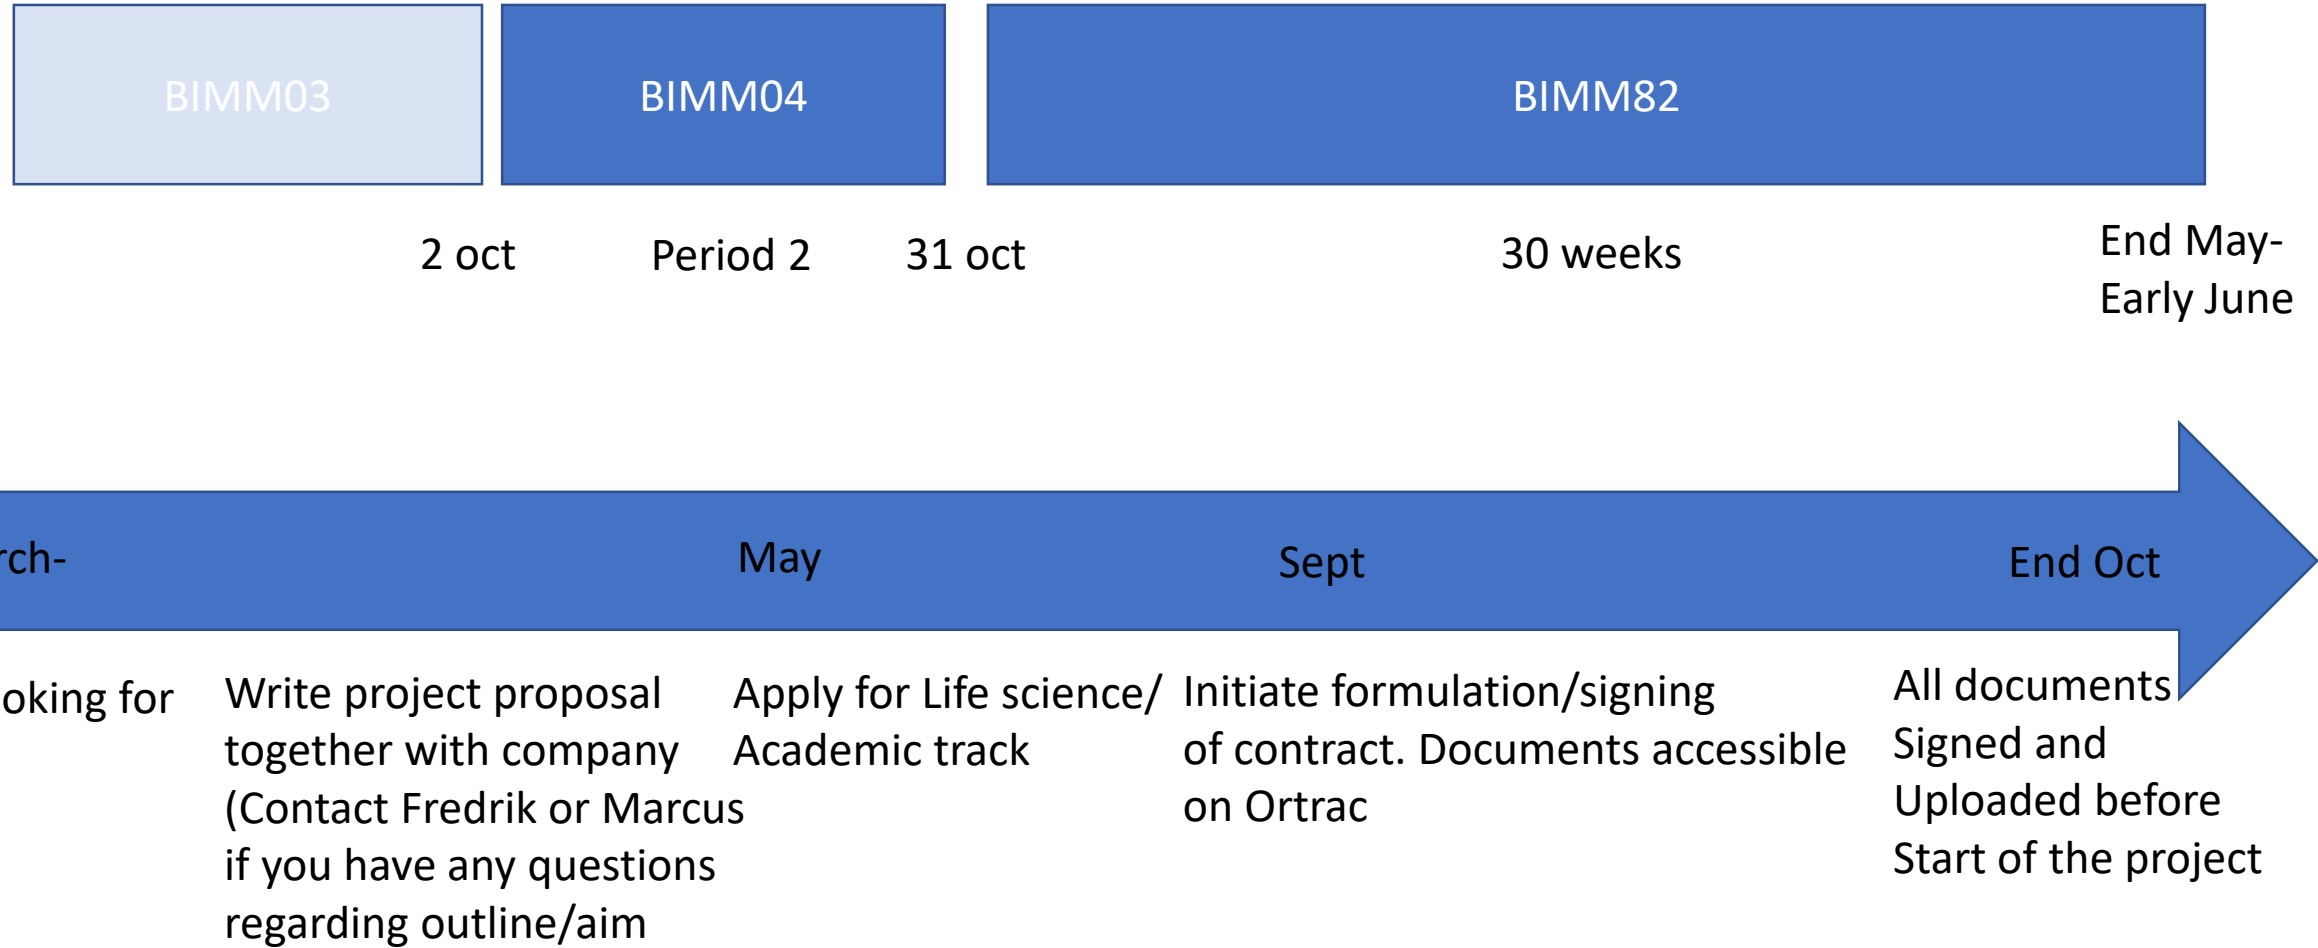 BIMM03
BIMM04
BIMM82
2 oct
Period 2
31 oct
30 weeks
End May-
Early June
rch-
May
Sept
End Oct
oking for
Write project proposal
together with company
(Contact Fredrik or Marcus
if you have any questions
regarding outline/aim
Apply for Life science/
Academic track
Initiate formulation/signing
of contract. Documents accessible
on Ortrac
All documents
Signed and
Uploaded before
Start of the project